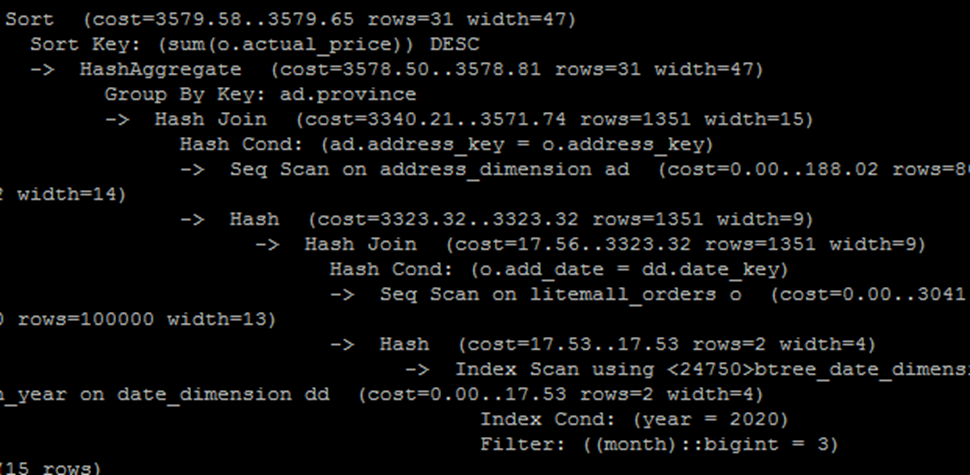 Sort (cost=3579.58..3579.65 rows=31 width=47)
Sort Key: (sum(o.actual_price)) DESC
-> HashAggregate (cost=3578.50..3578.81 rows=31 width=47)
Group By Key: ad.province
-> Hash Join (cost=3340.21..3571.74 rows=1351 width=15)
Hash Cond: (ad.address_key = o.address_key)
-> Seq Scan on address_dimension ad (cost=0.00..188.02 rows=80
2 width=14)
-> Hash (cost=3323.32..3323.32 rows=1351 width=9)
-> Hash Join (cost=17.56..3323.32 rows=1351 width=9)
Hash Cond: (o.add_date = dd.date_key)
-> Seq Scan on litemall_orders o (cost=0.00..3041.
0 rows=100000 width=13)
-> Hash (cost=17.53..17.53 rows=2 width=4)
-> Index Scan using <24750>btree_date_dimensi
n_year on date_dimension dd (cost=0.00..17.53 rows=2 width=4)
Index Cond: (year = 2020)
Filter: ((month)::bigint = 3)
(15 rows)